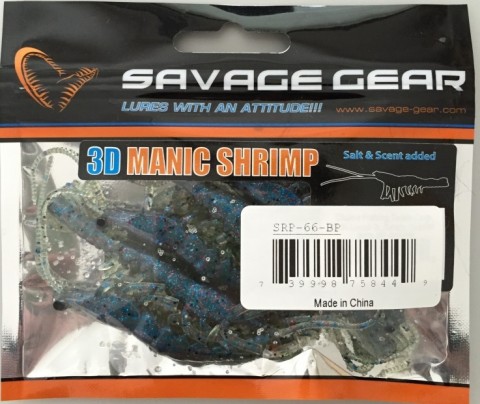 SAVAGE GEAR
LURES WITH AN ATTITUDE!!! www.savage-gear.com
3D MANIC SHRIMP
Salt & Scent added
SRP-66-BP
7 39998 75844 9
Made in China